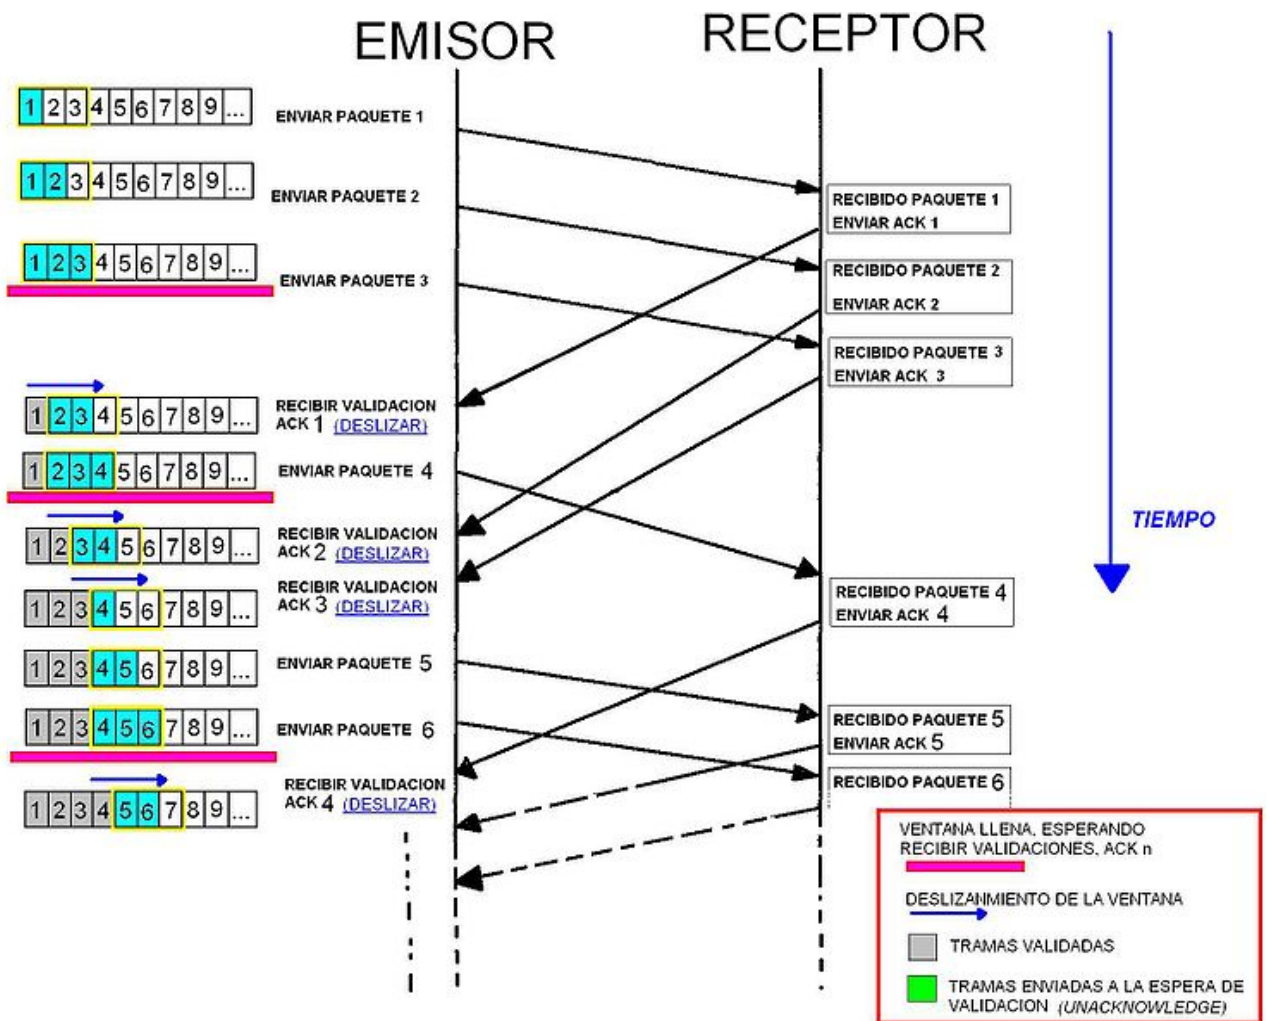 EMISOR
RECEPTOR
1 2 3 4 5 6 7 8 9 ...
ENVIAR PAQUETE 1
RECIBIDO PAQUETE 1
ENVIAR ACK 1
1 2 3 4 5 6 7 8 9 ...
ENVIAR PAQUETE 2
RECIBIDO PAQUETE 2
ENVIAR ACK 2
1 2 3 4 5 6 7 8 9 ...
ENVIAR PAQUETE 3
RECIBIDO PAQUETE 3
ENVIAR ACK 3
1 2 3 4 5 6 7 8 9 ...
RECIBIR VALIDACION
ACK 1 (DESLIZAR)
1 2 3 4 5 6 7 8 9 ...
ENVIAR PAQUETE 4
TIEMPO
1 2 3 4 5 6 7 8 9 ...
RECIBIR VALIDACION
ACK 2 (DESLIZAR)
1 2 3 4 5 6 7 8 9 ...
RECIBIR VALIDACION
ACK 3 (DESLIZAR)
RECIBIDO PAQUETE 4
ENVIAR ACK 4
1 2 3 4 5 6 7 8 9 ...
ENVIAR PAQUETE 5
1 2 3 4 5 6 7 8 9 ...
ENVIAR PAQUETE 6
RECIBIDO PAQUETE 5
ENVIAR ACK 5
1 2 3 4 5 6 7 8 9 ...
RECIBIR VALIDACION
ACK 4 (DESLIZAR)
RECIBIDO PAQUETE 6
VENTANA LLENA, ESPERANDO
RECIBIR VALIDACIONES, ACK n
DESLIZANMIENTO DE LA VENTANA
TRAMAS VALIDADAS
TRAMAS ENVIADAS A LA ESPERA DE
VALIDACION (UNACKNOWLEDGE)